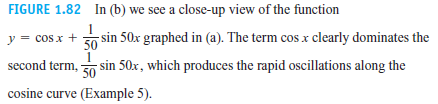 FIGURE 1.82 In (b) we see a close-up view of the function
y = cos x + 1/50 sin 50x graphed in (a). The term cos x clearly dominates the
second term, 1/50 sin 50x, which produces the rapid oscillations along the
cosine curve (Example 5).